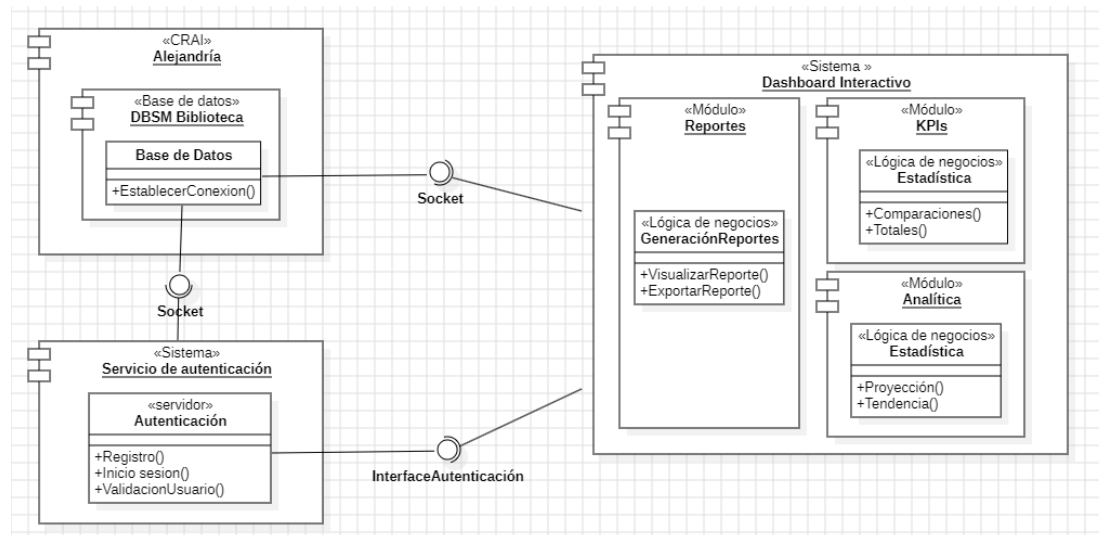 «CRAI»
Alejandría
«Base de datos»
DBSM Biblioteca
Base de Datos
+EstablecerConexion()
Socket
Socket
«Sistema»
Servicio de autenticación
«servidor»
Autenticación
+Registro()
+Inicio sesion()
+ValidacionUsuario()
InterfaceAutenticación
«Sistema »
Dashboard Interactivo
«Módulo»
Reportes
«Lógica de negocios»
GeneraciónReportes
+VisualizarReporte()
+ExportarReporte()
«Módulo»
KPIs
«Lógica de negocios»
Estadística
+Comparaciones()
+Totales()
«Módulo»
Analítica
«Lógica de negocios»
Estadística
+Proyección()
+Tendencia()